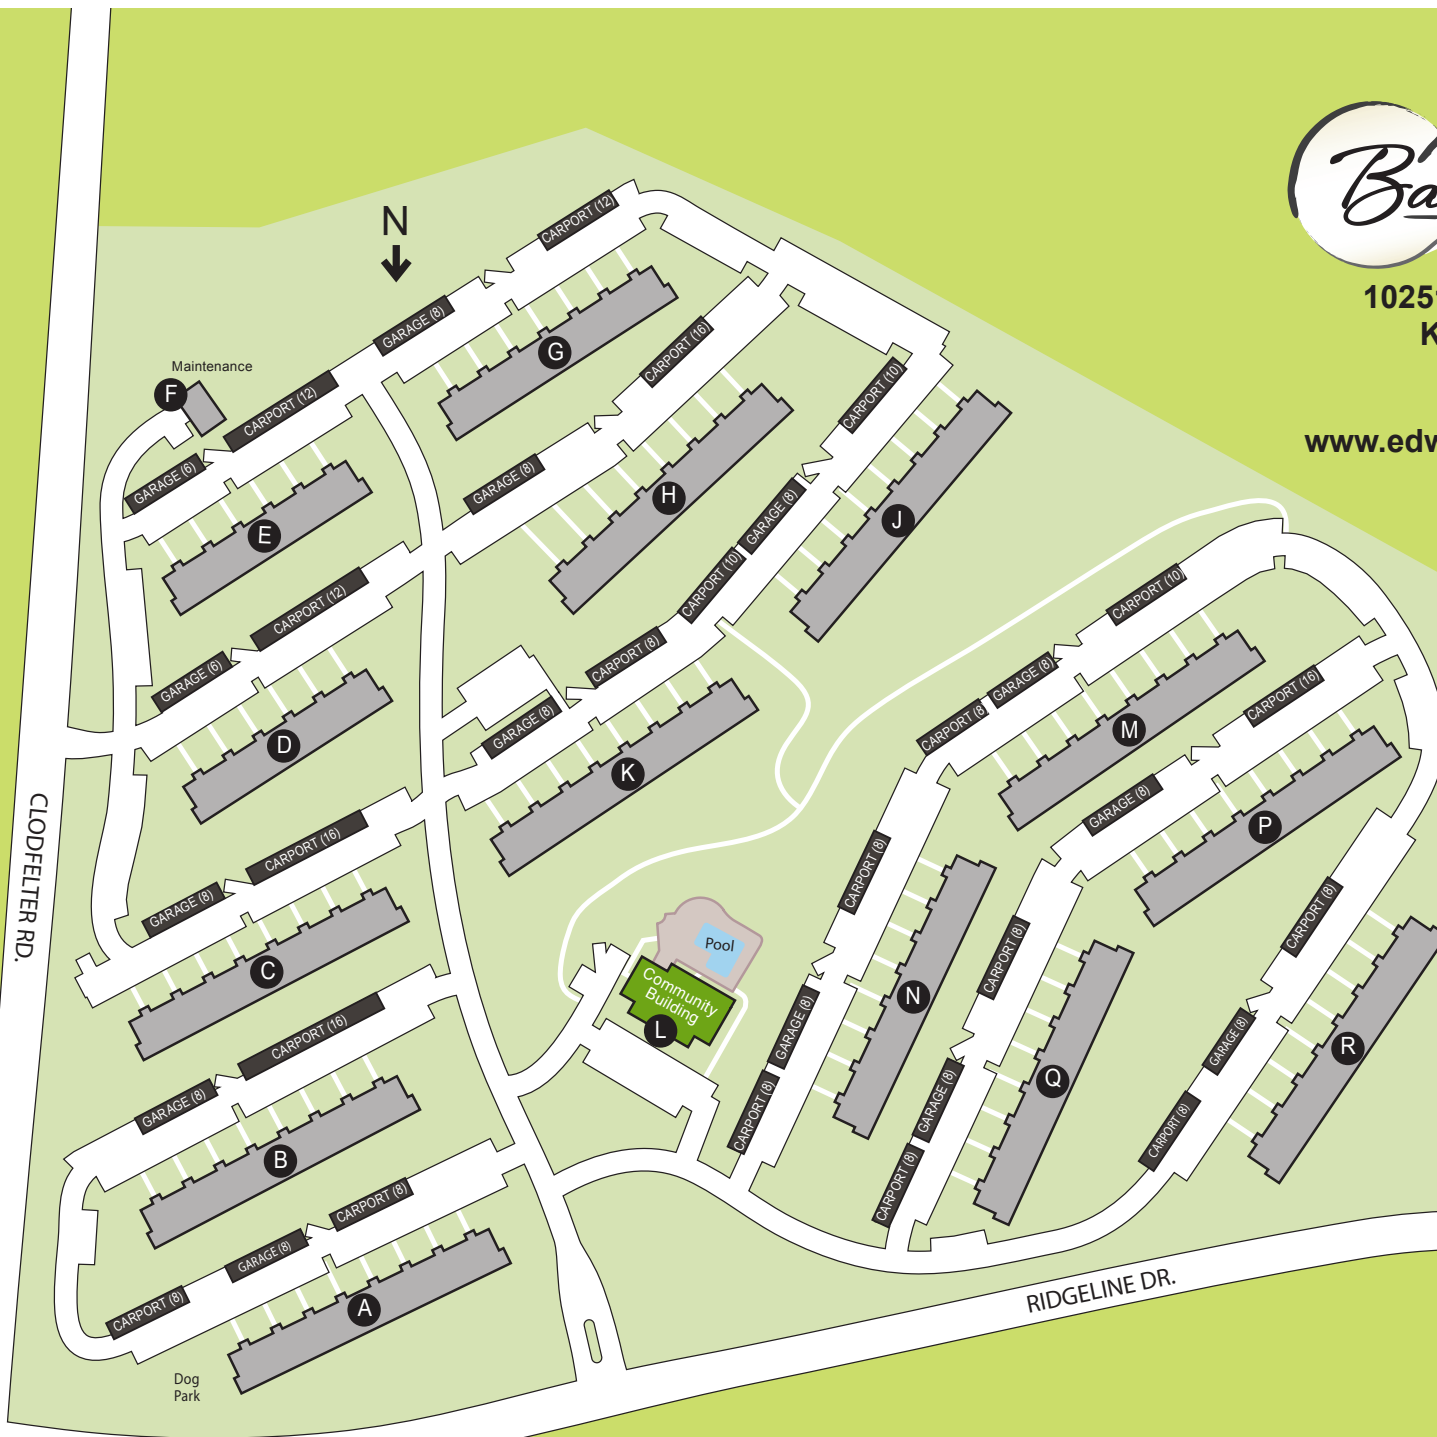 N
Ba
1025
K
www.edw
CARPORT (12)
GARAGE (8)
G
CARPORT (16)
Maintenance
F
CARPORT (12)
GARAGE (6)
E
GARAGE (8)
H
CARPORT (10)
GARAGE (8)
J
CARPORT (10)
CARPORT (12)
GARAGE (6)
D
CARPORT (8)
GARAGE (8)
K
CARPORT (10)
GARAGE (8)
CARPORT (8
M
CARPORT (16)
GARAGE (8)
P
CLODFELTER RD.
CARPORT (16)
GARAGE (8)
C
Pool
Community
Building
L
CARPORT (8)
GARAGE (8)
CARPORT (8)
N
CARPORT (8)
GARAGE (8)
CARPORT (8)
Q
CARPORT (8)
GARAGE (8)
CARPORT (8)
R
CARPORT (16)
GARAGE (8)
B
CARPORT (8)
GARAGE (8)
CARPORT (8)
A
Dog
Park
RIDGELINE DR.